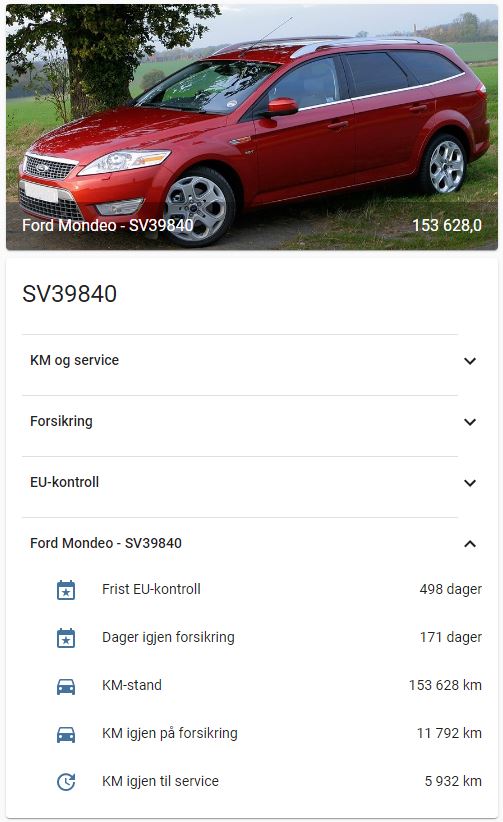 Ford Mondeo - SV39840 153 628,0
SV39840
KM og service
Forsikring
EU-kontroll
Ford Mondeo - SV39840
Frist EU-kontroll 498 dager
Dager igjen forsikring 171 dager
KM-stand 153 628 km
KM igjen på forsikring 11 792 km
KM igjen til service 5 932 km